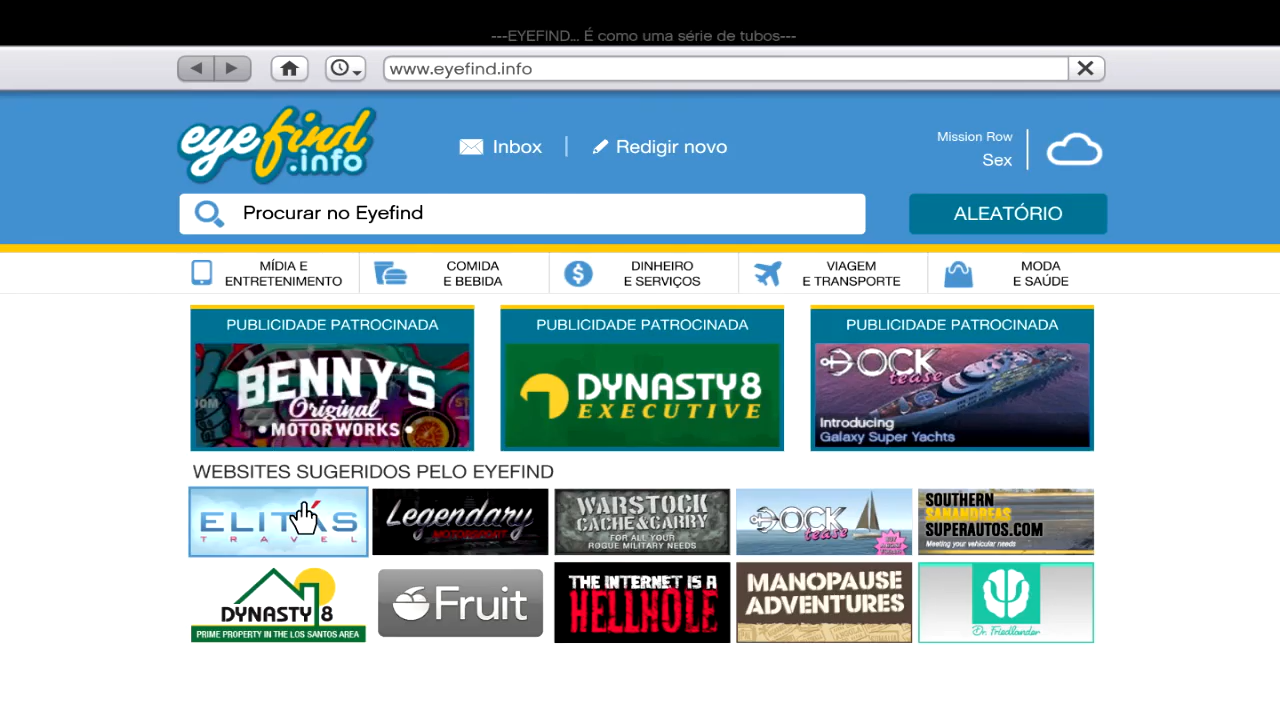 ---EYEFIND... É como uma série de tubos---
www.eyefind.info
eyefind
.info
Inbox
Redigir novo
Mission Row
Sex
Procurar no Eyefind
ALEATÓRIO
MÍDIA E
ENTRETENIMENTO
COMIDA
E BEBIDA
DINHEIRO
E SERVIÇOS
VIAGEM
E TRANSPORTE
MODA
E SAÚDE
PUBLICIDADE PATROCINADA
BENNY'S
Original
MOTOR WORKS
PUBLICIDADE PATROCINADA
DYNASTY 8
EXECUTIVE
PUBLICIDADE PATROCINADA
DOCK
tease
Introducing
Galaxy Super Yachts
WEBSITES SUGERIDOS PELO EYEFIND
ELITÁS
TRAVEL
Legendary
MOTORSPORT
WARSTOCK
CACHE & CARRY
FOR ALL YOUR
ROGUE MILITARY NEEDS
DOCK
tease
SOUTHERN
SANANDREAS
SUPERAUTOS.COM
Meeting your vehicular needs
DYNASTY 8
PRIME PROPERTY IN THE LOS SANTOS AREA
Fruit
THE INTERNET IS A
HELLHOLE
MANOPAUSE
ADVENTURES
Dr. Friedlander